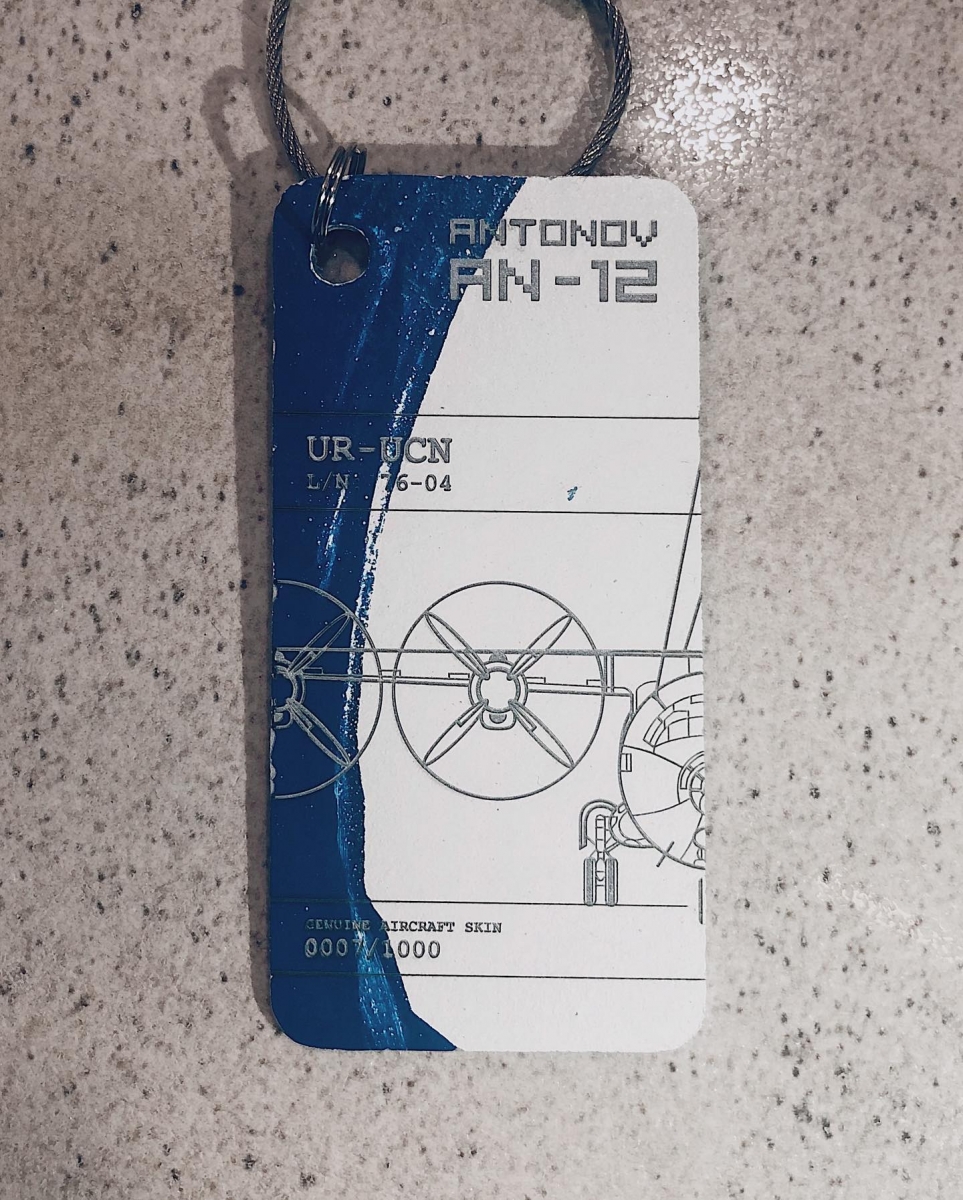 ANTONOV
AN-12
UR-UCN
L/N 76-04
GENUINE AIRCRAFT SKIN
0007/1000